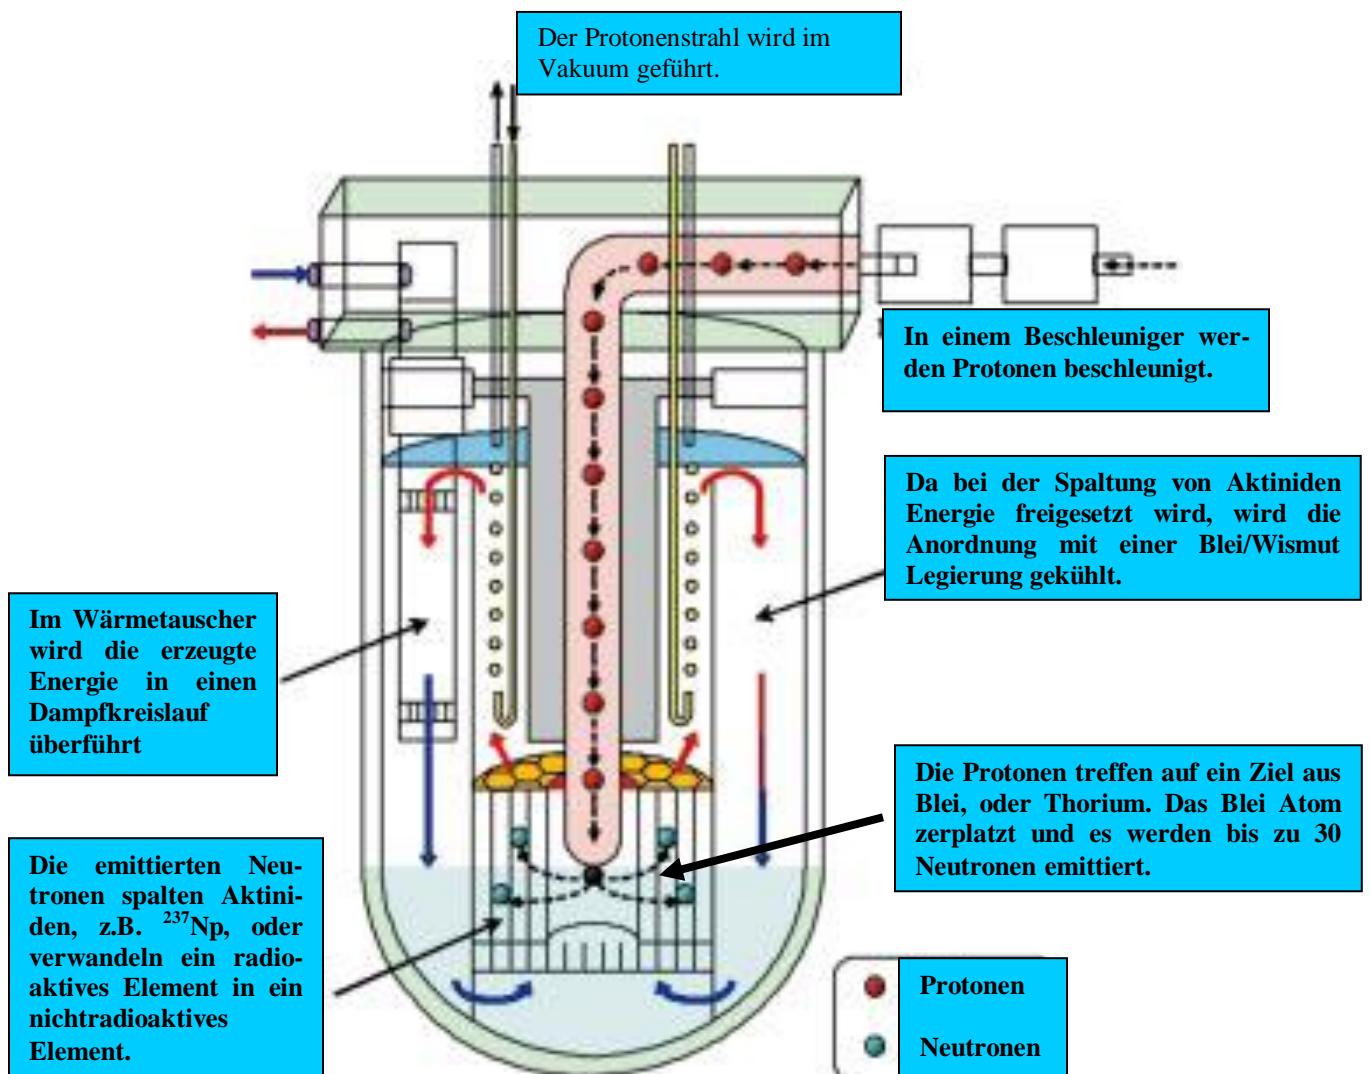 Der Protonenstrahl wird im
Vakuum geführt.
In einem Beschleuniger wer-
den Protonen beschleunigt.
Da bei der Spaltung von Aktiniden
Energie freigesetzt wird, wird die
Anordnung mit einer Blei/Wismut
Legierung gekühlt.
Im Wärmetauscher
wird die erzeugte
Energie in einen
Dampfkreislauf
überführt
Die Protonen treffen auf ein Ziel aus
Blei, oder Thorium. Das Blei Atom
zerplatzt und es werden bis zu 30
Neutronen emittiert.
Die emittierten Neu-
tronen spalten Aktini-
den, z.B. ²³⁷Np, oder
verwandeln ein radio-
aktives Element in ein
nichtradioaktives
Element.
Protonen
Neutronen